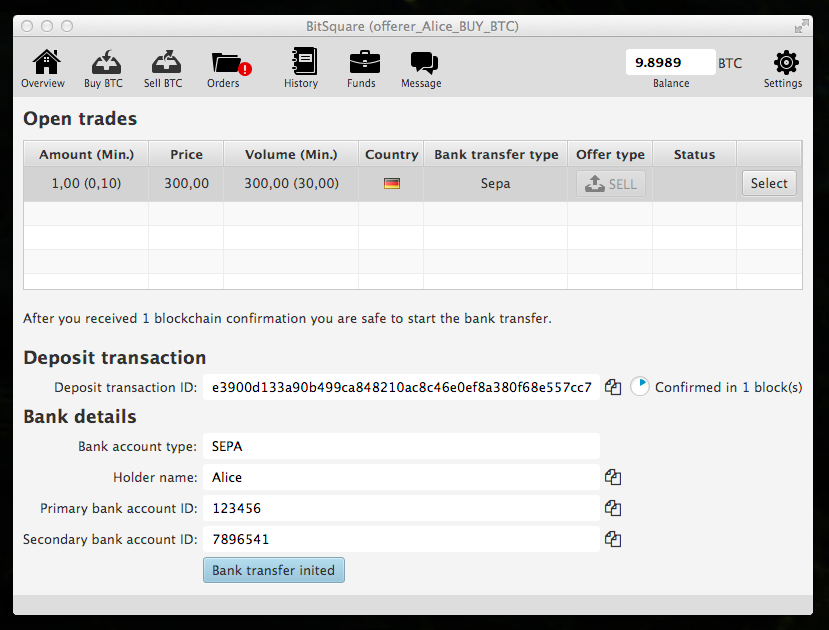 BitSquare (offerer_Alice_BUY_BTC)
Overview Buy BTC Sell BTC Orders History Funds Message 9.8989 BTC Balance Settings
Open trades
Amount (Min.) Price Volume (Min.) Country Bank transfer type Offer type Status
1,00 (0,10) 300,00 300,00 (30,00) Sepa SELL Select
After you received 1 blockchain confirmation you are safe to start the bank transfer.
Deposit transaction
Deposit transaction ID: e3900d133a90b499ca848210ac8c46e0ef8a380f68e557cc7 Confirmed in 1 block(s)
Bank details
Bank account type: SEPA
Holder name: Alice
Primary bank account ID: 123456
Secondary bank account ID: 7896541
Bank transfer inited